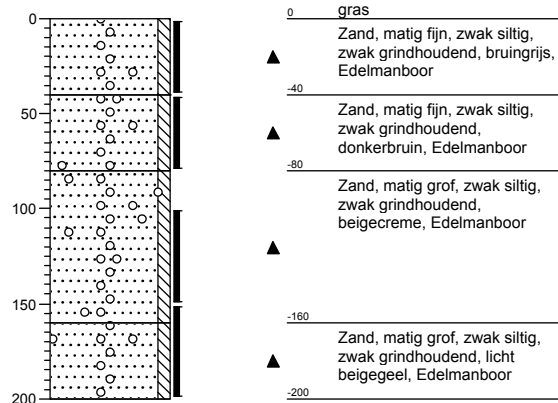 0
50
100
150
200
0
gras
Zand, matig fijn, zwak siltig,
zwak grindhoudend, bruingrijs,
Edelmanboor
-40
Zand, matig fijn, zwak siltig,
zwak grindhoudend,
donkerbruin, Edelmanboor
-80
Zand, matig grof, zwak siltig,
zwak grindhoudend,
beigecreme, Edelmanboor
-160
Zand, matig grof, zwak siltig,
zwak grindhoudend, licht
beigegeel, Edelmanboor
-200